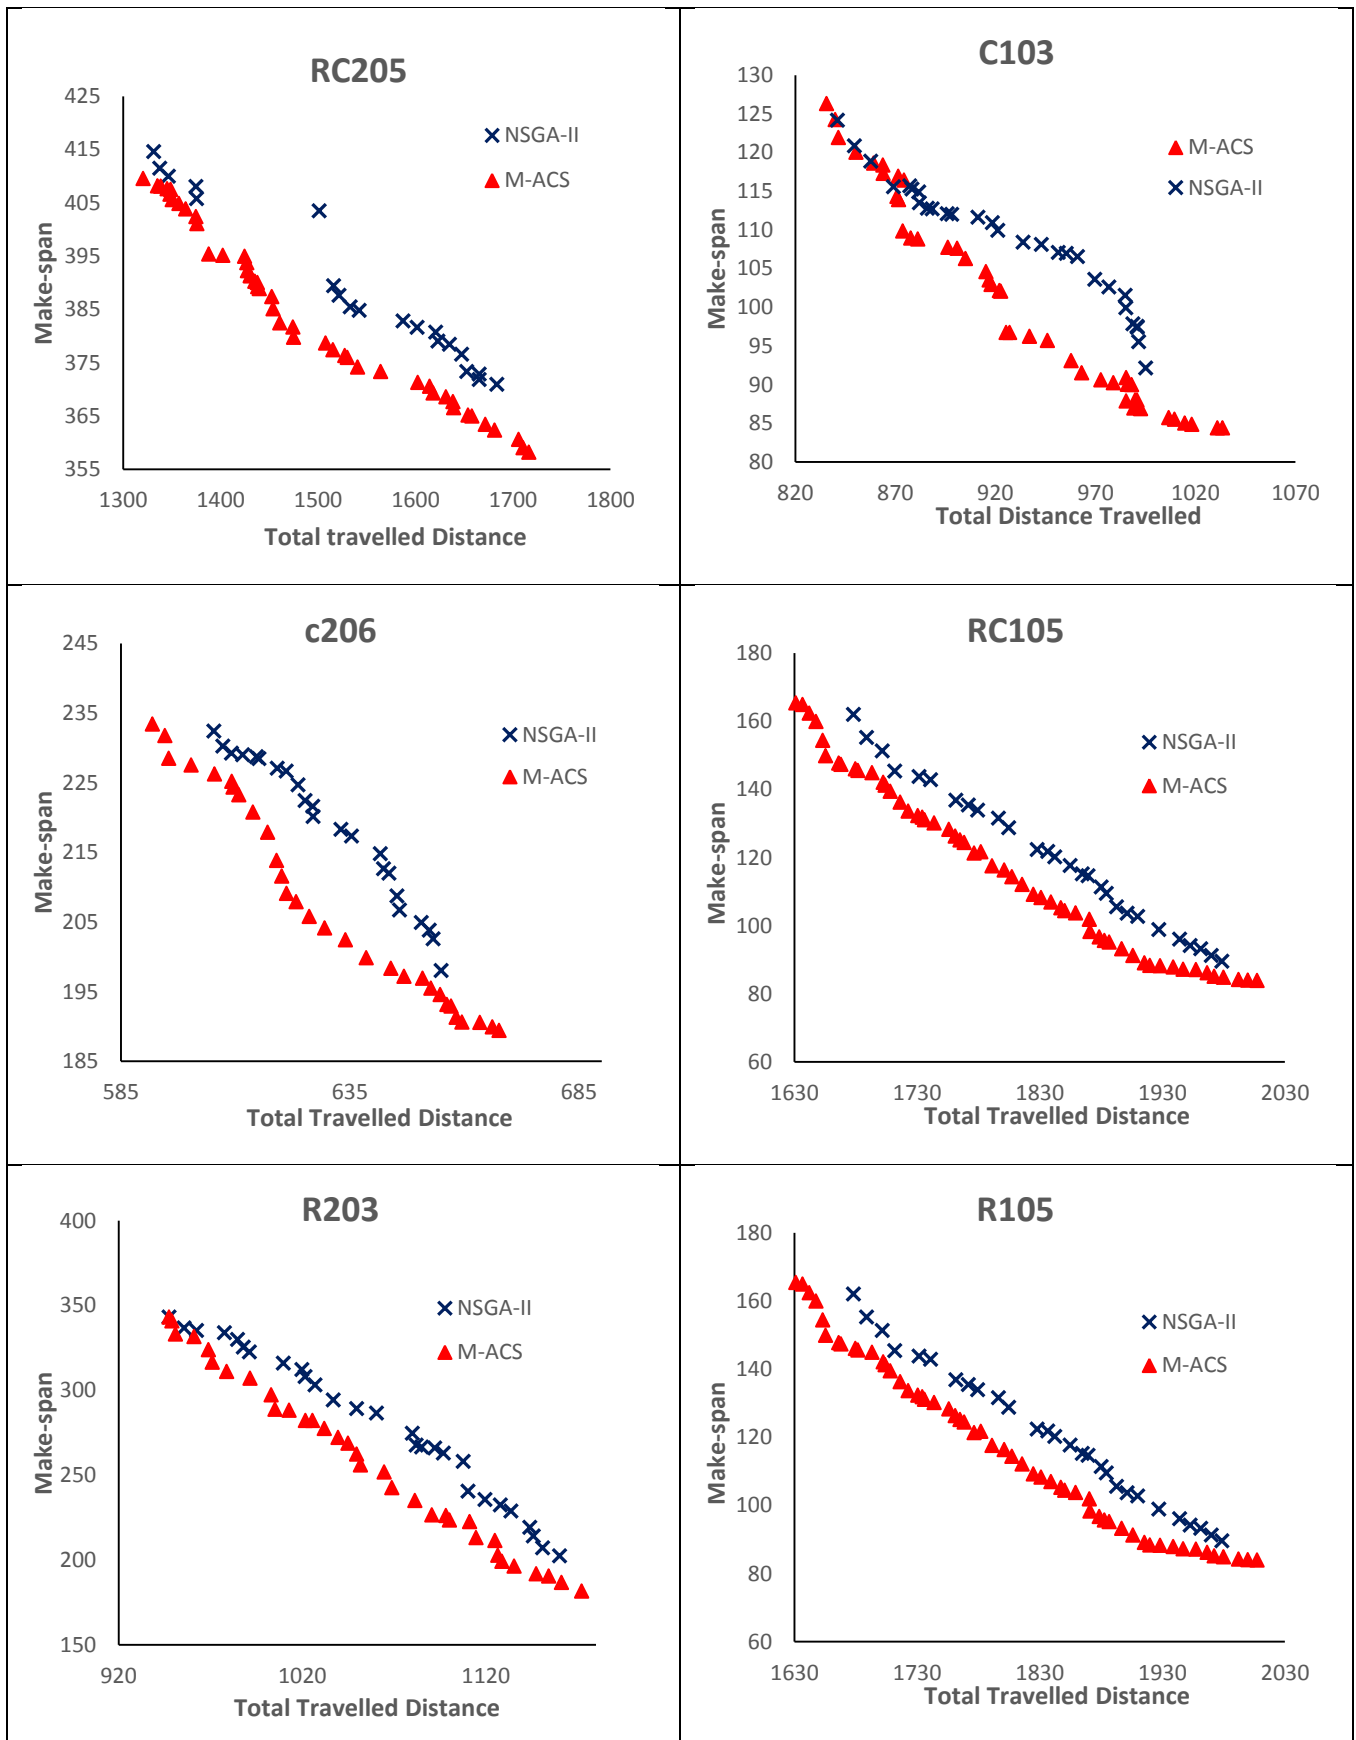 RC205
425
415
405
395
385
375
365
355
1300 1400 1500 1600 1700 1800
Make-span
Total travelled Distance
NSGA-II
M-ACS
C103
130
125
120
115
110
105
100
95
90
85
80
820 870 920 970 1020 1070
Make-span
Total Distance Travelled
M-ACS
NSGA-II
c206
245
235
225
215
205
195
185
585 635 685
Make-span
Total Travelled Distance
NSGA-II
M-ACS
RC105
180
160
140
120
100
80
60
1630 1730 1830 1930 2030
Make-span
Total Travelled Distance
NSGA-II
M-ACS
R203
400
350
300
250
200
150
920 1020 1120
Make-span
Total Travelled Distance
NSGA-II
M-ACS
R105
180
160
140
120
100
80
60
1630 1730 1830 1930 2030
Make-span
Total Travelled Distance
NSGA-II
M-ACS